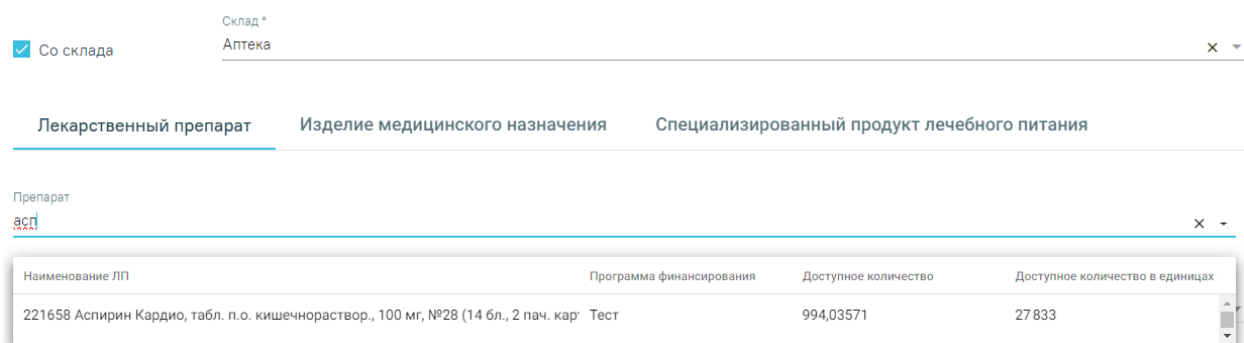 Склад *
Со склада
Аптека
Лекарственный препарат Изделие медицинского назначения Специализированный продукт лечебного питания
Препарат
асп
Наименование ЛП Программа финансирования Доступное количество Доступное количество в единицах
221658 Аспирин Кардио, табл. п.о. кишечнораствор., 100 мг, №28 (14 бл., 2 пач. кар Тест 994,03571 27 833